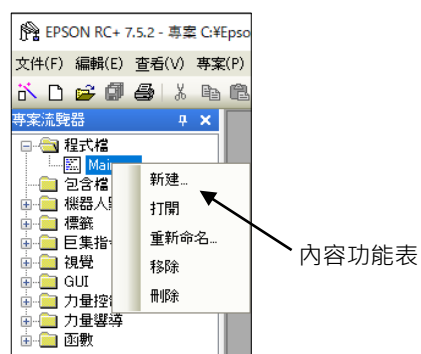 EPSON RC+ 7.5.2 - 專案 C:¥Epso
文件(F) 編輯(E) 查看(V) 專案(P)
專案流覽器
程式檔
Mai
包含檔
機器人
標籤
巨集指
視覺
GUI
力量控
力量嚮導
函數
新建...
打開
重新命名...
移除
刪除
內容功能表